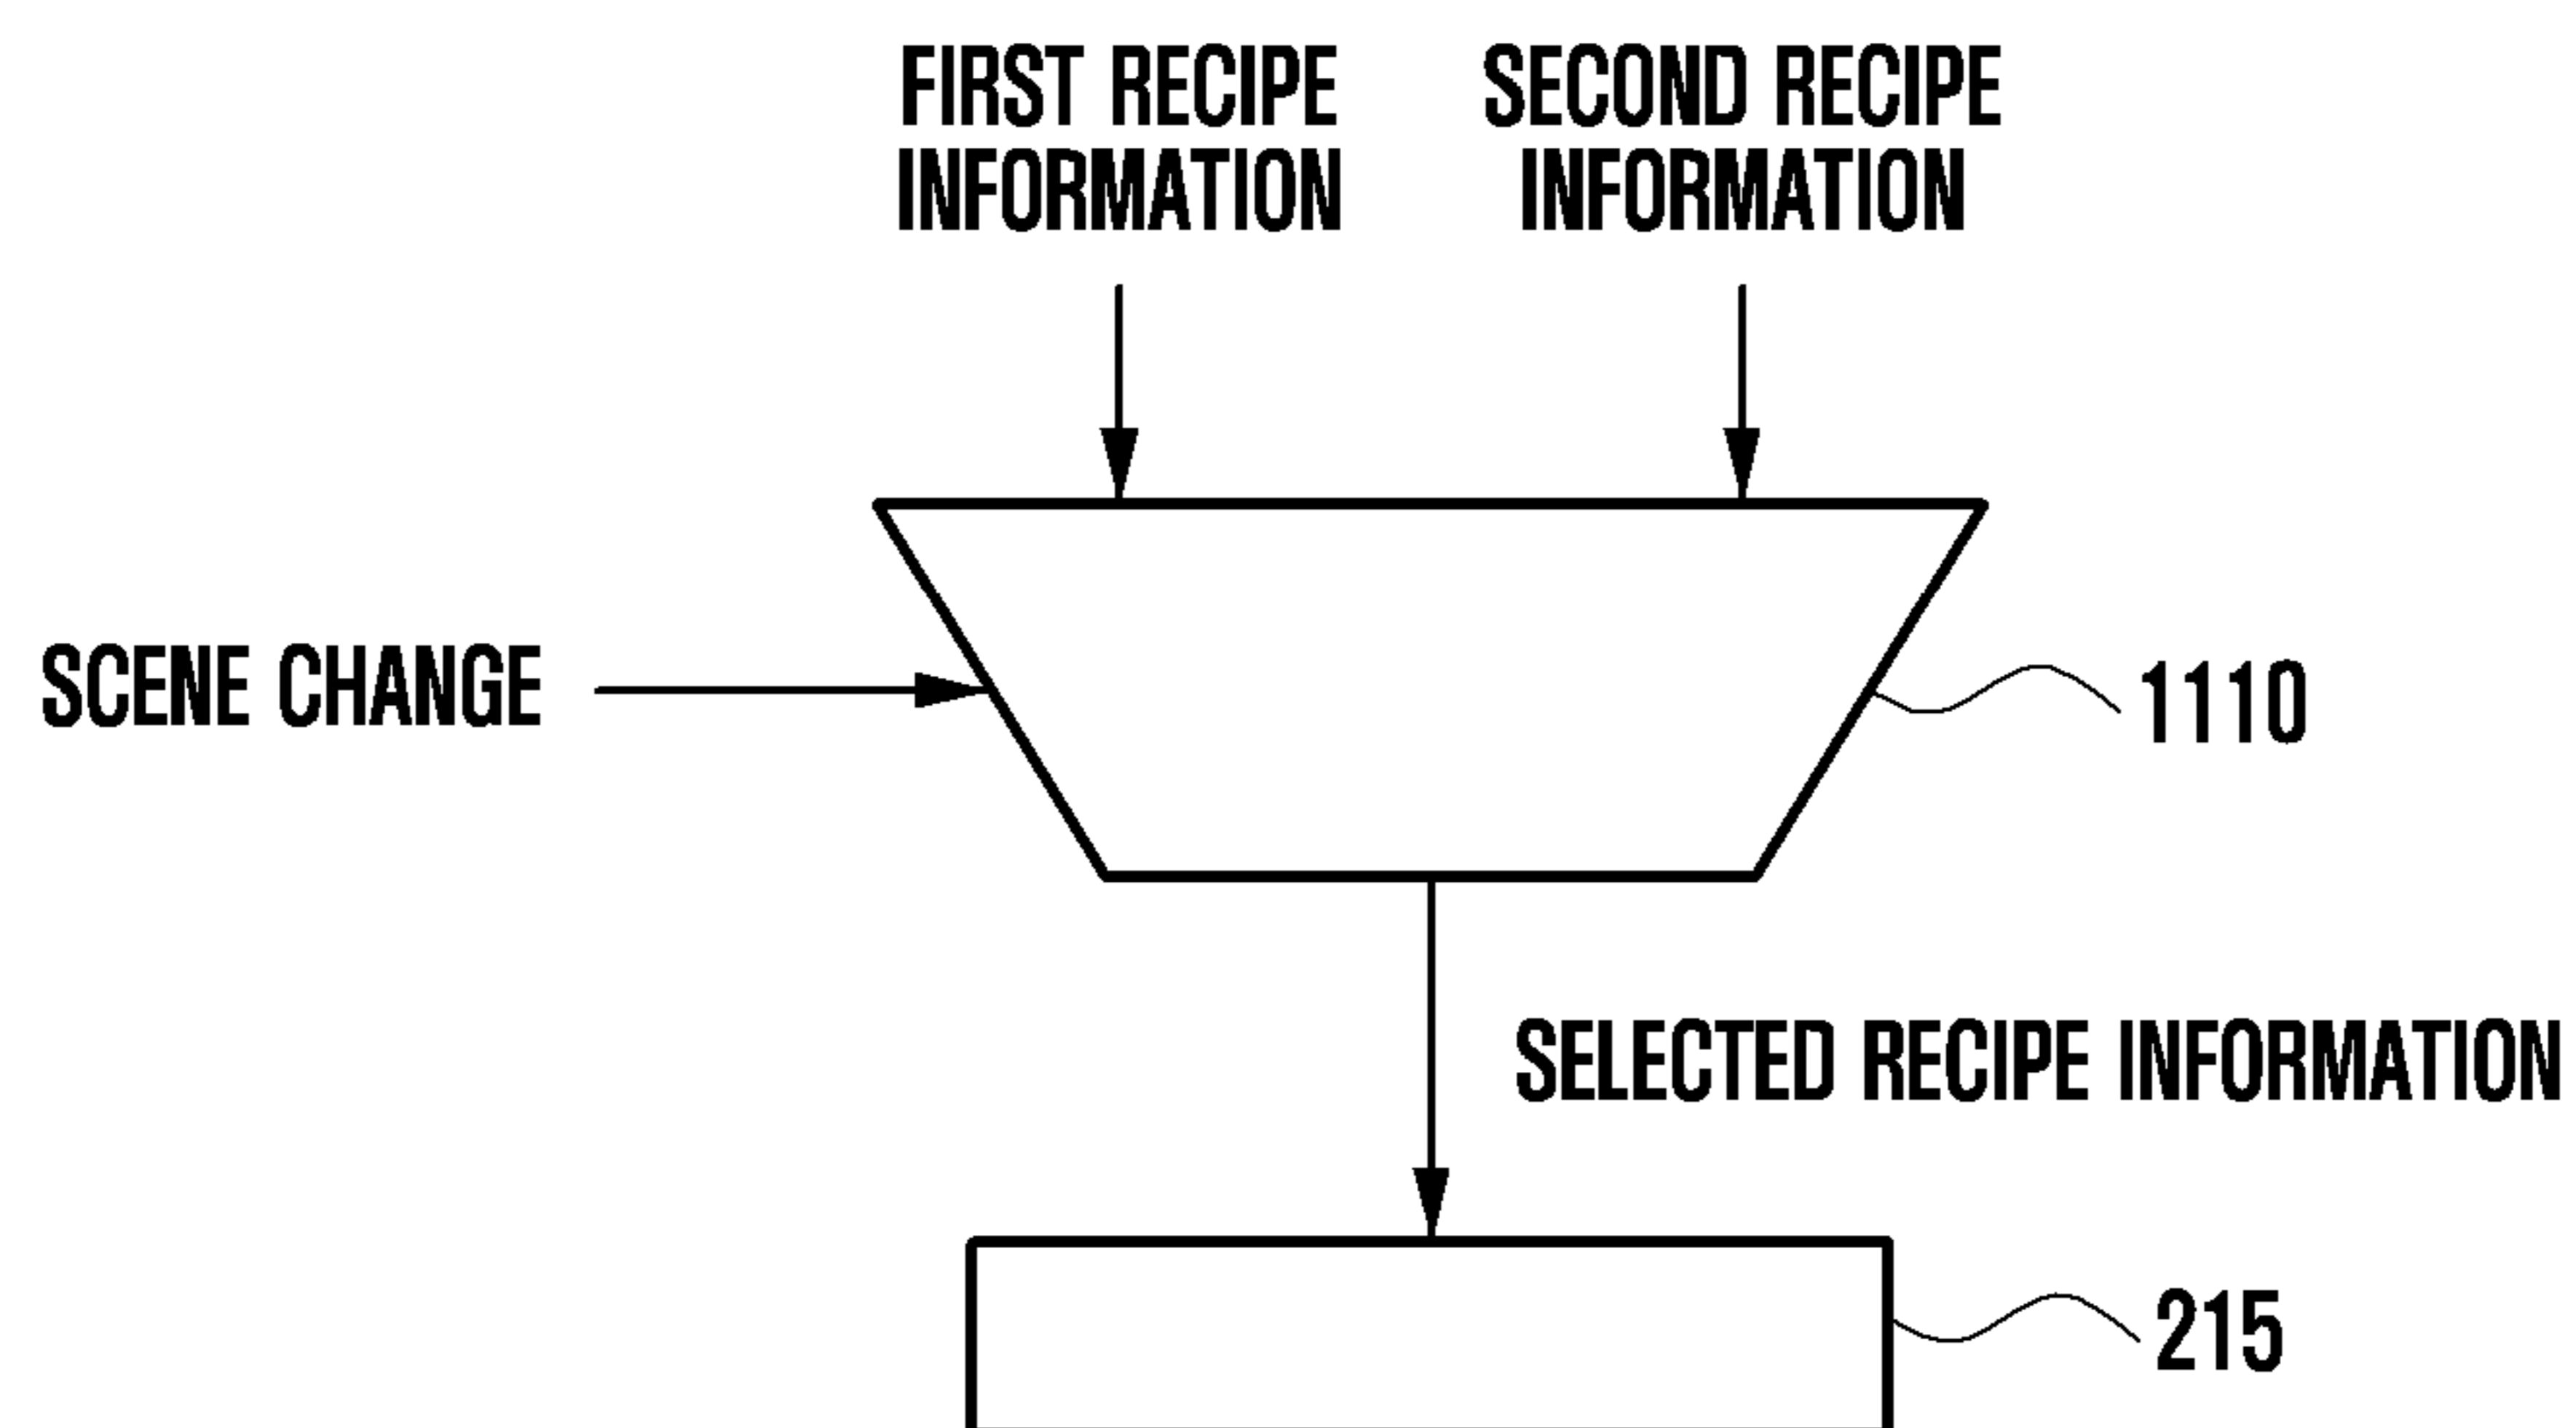 FIRST RECIPE
INFORMATION
SECOND RECIPE
INFORMATION
SCENE CHANGE
1110
SELECTED RECIPE INFORMATION
215